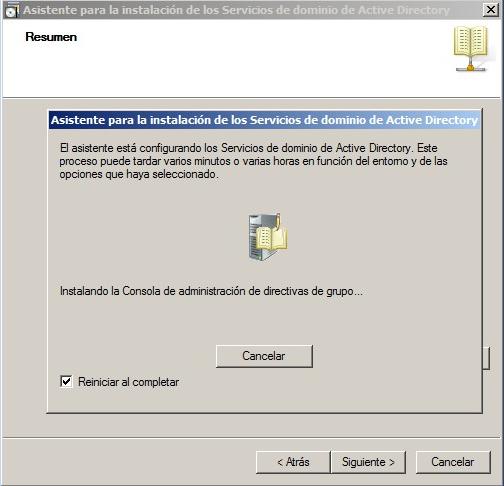 Asistente para la instalación de los Servicios de dominio de Active Directory
Resumen
Asistente para la instalación de los Servicios de dominio de Active Directory
El asistente está configurando los Servicios de dominio de Active Directory. Este
proceso puede tardar varios minutos o varias horas en función del entorno y de las
opciones que haya seleccionado.
Instalando la Consola de administración de directivas de grupo...
Cancelar
Reiniciar al completar
< Atrás
Siguiente >
Cancelar